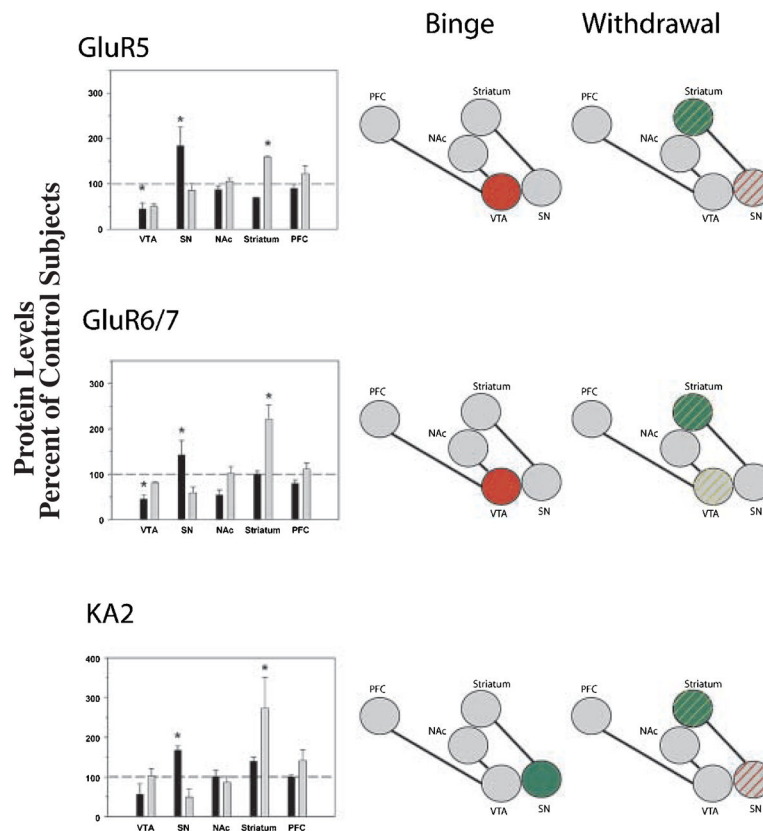 Binge
Withdrawal
Protein Levels
Percent of Control Subjects
GluR5
300
200
100
0
*
*
*
VTA
SN
NAc
Striatum
PFC
PFC
Striatum
NAc
VTA
SN
PFC
Striatum
NAc
VTA
SN
GluR6/7
300
200
100
0
*
*
*
VTA
SN
NAc
Striatum
PFC
PFC
Striatum
NAc
VTA
SN
PFC
Striatum
NAc
VTA
SN
KA2
400
300
200
100
0
*
*
VTA
SN
NAc
Striatum
PFC
PFC
Striatum
NAc
VTA
SN
PFC
Striatum
NAc
VTA
SN